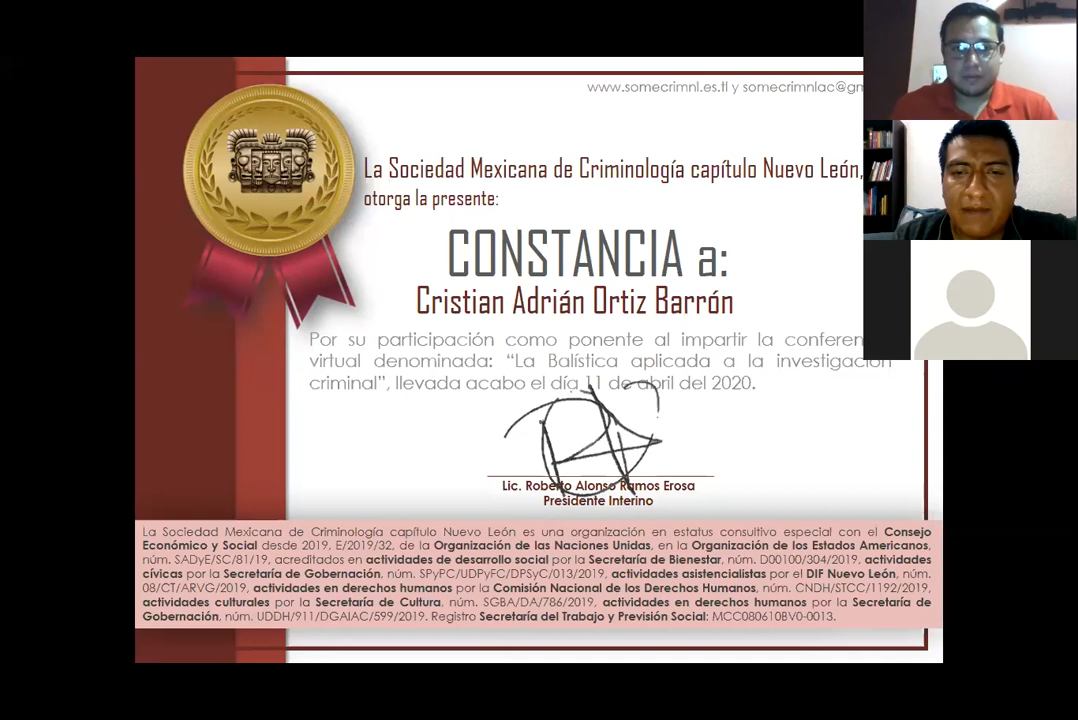 www.somecrimnl.es.tl y somecrimnlac@gm
La Sociedad Mexicana de Criminología capítulo Nuevo León,
otorga la presente:
CONSTANCIA a:
Cristian Adrián Ortiz Barrón
Por su participación como ponente al impartir la conferen
virtual denominada: “La Balística aplicada a la investigación
criminal”, llevada acabo el día 11 de abril del 2020.
Lic. Roberto Alonso Ramos Erosa
Presidente Interino
La Sociedad Mexicana de Criminología capítulo Nuevo León es una organización en estatus consultivo especial con el Consejo
Económico y Social desde 2019, E/2019/32, de la Organización de las Naciones Unidas, en la Organización de los Estados Americanos,
núm. SADyE/SC/81/19, acreditados en actividades de desarrollo social por la Secretaría de Bienestar, núm. D00100/304/2019, actividades
cívicas por la Secretaría de Gobernación, núm. SPyPC/UDPyFC/DPSyC/013/2019, actividades asistencialistas por el DIF Nuevo León, núm.
08/CT/ARVG/2019, actividades en derechos humanos por la Comisión Nacional de los Derechos Humanos, núm. CNDH/STCC/1192/2019,
actividades culturales por la Secretaría de Cultura, núm. SGBA/DA/786/2019, actividades en derechos humanos por la Secretaría de
Gobernación, núm. UDDH/911/DGAIAC/599/2019. Registro Secretaría del Trabajo y Previsión Social: MCC080610BV0-0013.